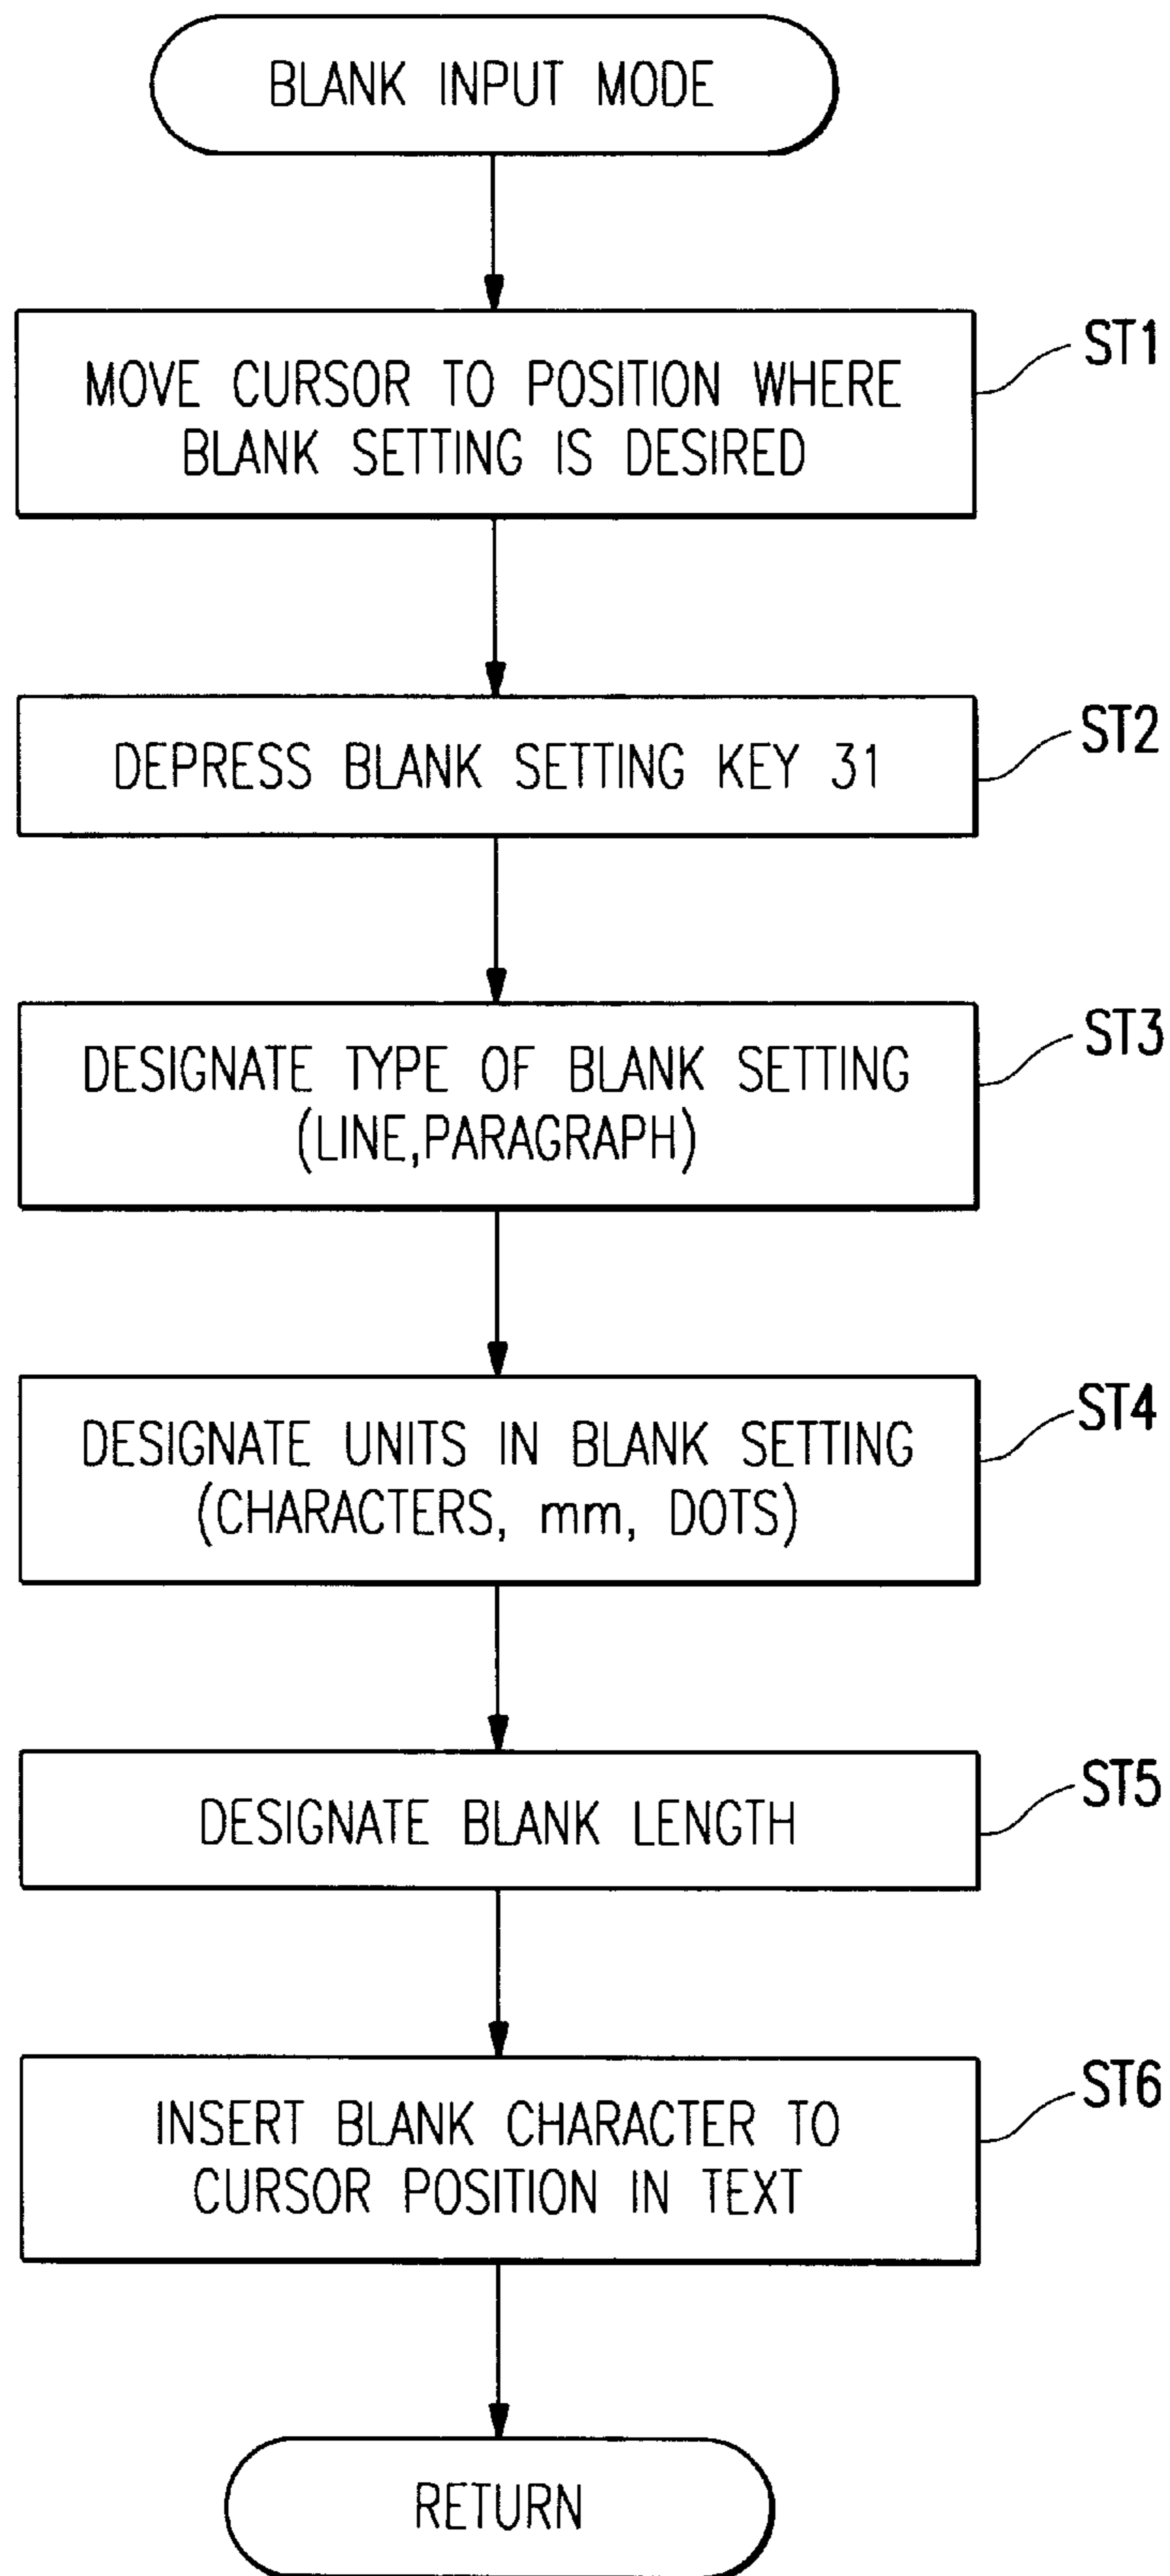 BLANK INPUT MODE
ST1
MOVE CURSOR TO POSITION WHERE
BLANK SETTING IS DESIRED
ST2
DEPRESS BLANK SETTING KEY 31
ST3
DESIGNATE TYPE OF BLANK SETTING
(LINE,PARAGRAPH)
ST4
DESIGNATE UNITS IN BLANK SETTING
(CHARACTERS, mm, DOTS)
ST5
DESIGNATE BLANK LENGTH
ST6
INSERT BLANK CHARACTER TO
CURSOR POSITION IN TEXT
RETURN